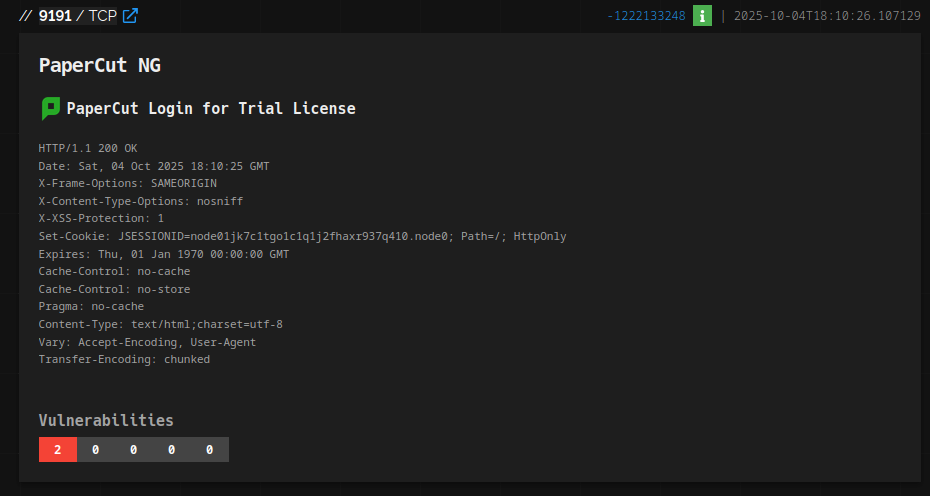 // 9191 / TCP
-1222133248 | 2025-10-04T18:10:26.107129
PaperCut NG
PaperCut Login for Trial License
HTTP/1.1 200 OK
Date: Sat, 04 Oct 2025 18:10:25 GMT
X-Frame-Options: SAMEORIGIN
X-Content-Type-Options: nosniff
X-XSS-Protection: 1
Set-Cookie: JSESSIONID=node01jk7c1tgo1c1q1j2fhaxr937q410.node0; Path=/; HttpOnly
Expires: Thu, 01 Jan 1970 00:00:00 GMT
Cache-Control: no-cache
Cache-Control: no-store
Pragma: no-cache
Content-Type: text/html;charset=utf-8
Vary: Accept-Encoding, User-Agent
Transfer-Encoding: chunked
Vulnerabilities
2 0 0 0 0